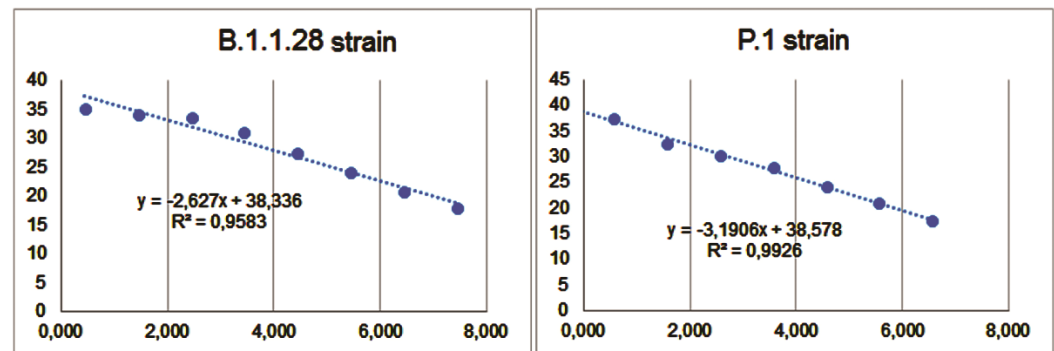 B.1.1.28 strain
40
35
30
25
20
15
10
5
0
y = -2,627x + 38,336
R² = 0,9583
0,000 2,000 4,000 6,000 8,000
P.1 strain
45
40
35
30
25
20
15
10
5
0
y = -3,1906x + 38,578
R² = 0,9926
0,000 2,000 4,000 6,000 8,000